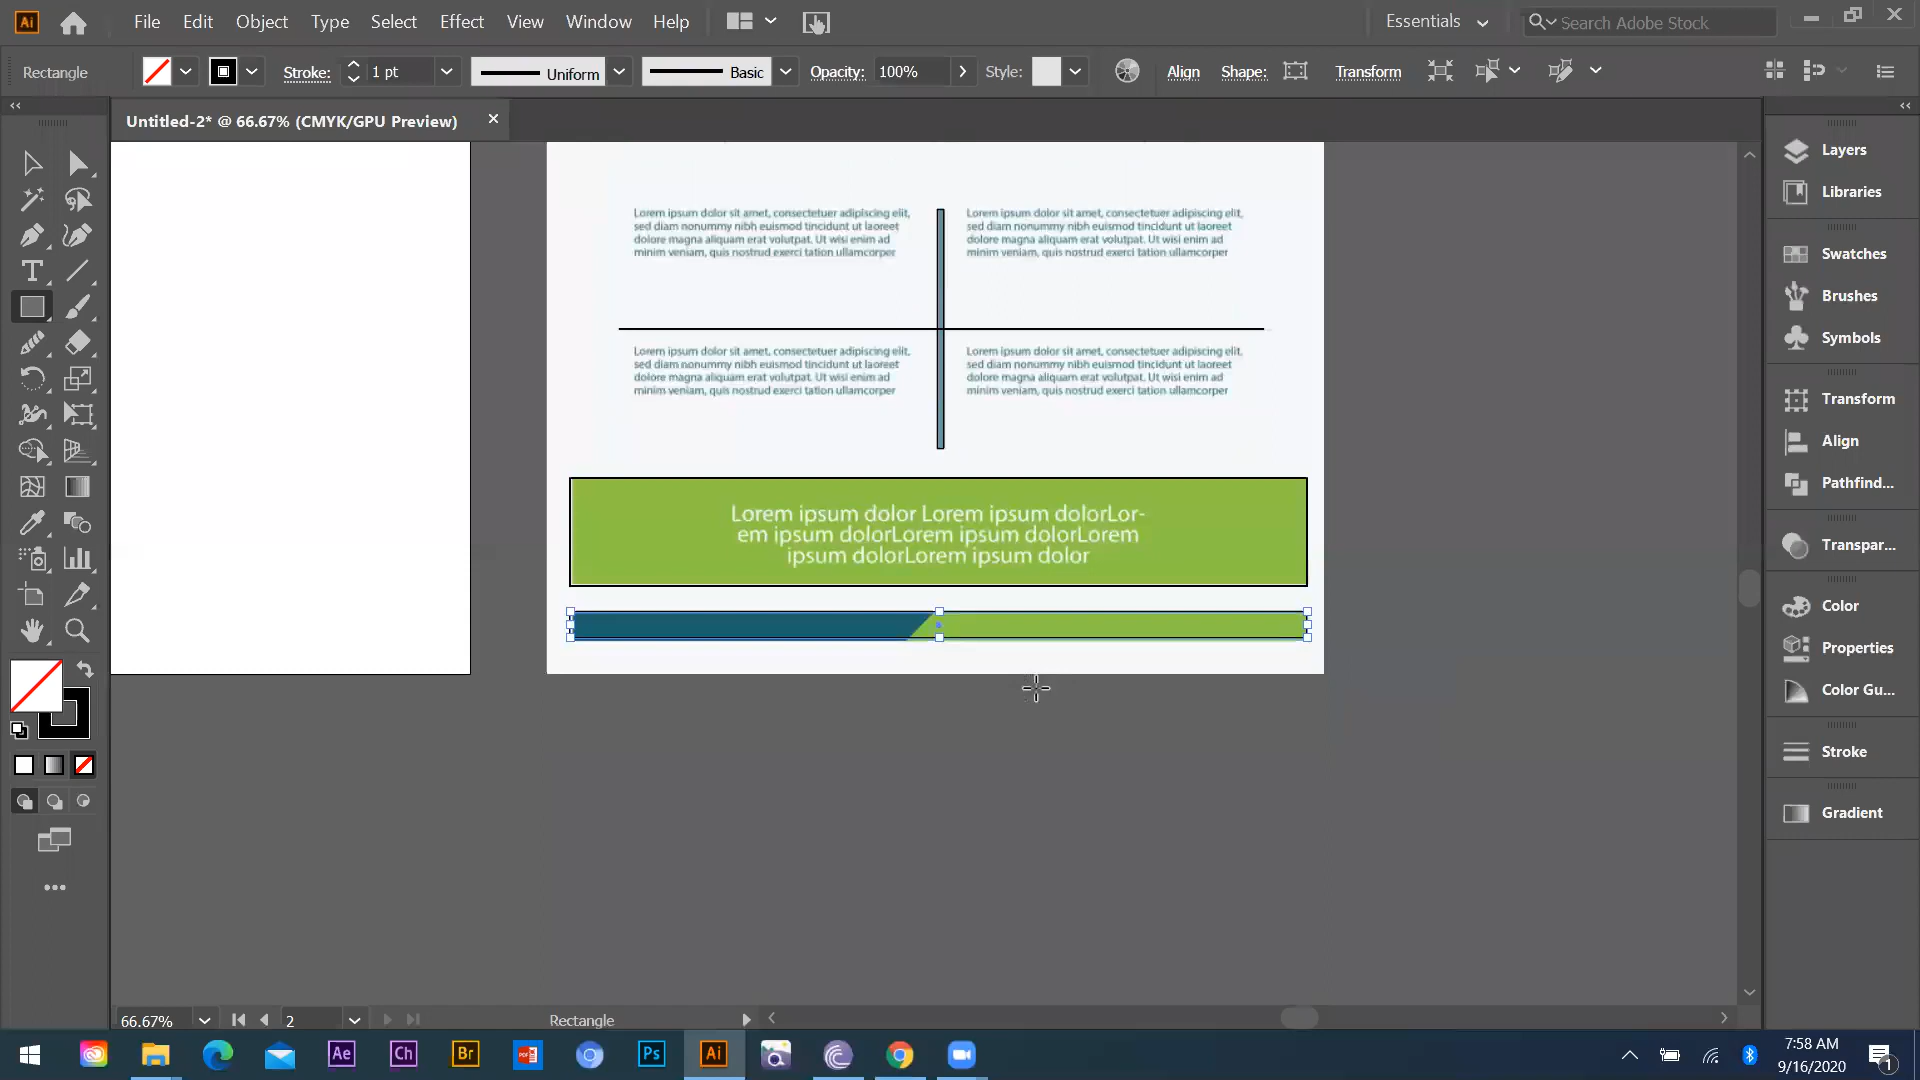 Ai File Edit Object Type Select Effect View Window Help Essentials Search Adobe Stock
Rectangle Stroke: 1 pt Uniform Basic Opacity: 100% Style: Align Shape: Transform
Untitled-2* @ 66.67% (CMYK/GPU Preview)
Lorem ipsum dolor sit amet, consectetuer adipiscing elit,
sed diam nonummy nibh euismod tincidunt ut laoreet
dolore magna aliquam erat volutpat. Ut wisi enim ad
minim veniam, quis nostrud exerci tation ullamcorper
Lorem ipsum dolor sit amet, consectetuer adipiscing elit,
sed diam nonummy nibh euismod tincidunt ut laoreet
dolore magna aliquam erat volutpat. Ut wisi enim ad
minim veniam, quis nostrud exerci tation ullamcorper
Lorem ipsum dolor sit amet, consectetuer adipiscing elit,
sed diam nonummy nibh euismod tincidunt ut laoreet
dolore magna aliquam erat volutpat. Ut wisi enim ad
minim veniam, quis nostrud exerci tation ullamcorper
Lorem ipsum dolor sit amet, consectetuer adipiscing elit,
sed diam nonummy nibh euismod tincidunt ut laoreet
dolore magna aliquam erat volutpat. Ut wisi enim ad
minim veniam, quis nostrud exerci tation ullamcorper
Lorem ipsum dolor Lorem ipsum dolorLor-
em ipsum dolorLorem ipsum dolorLorem
ipsum dolorLorem ipsum dolor
Layers
Libraries
Swatches
Brushes
Symbols
Transform
Align
Pathfind...
Transpar...
Color
Properties
Color Gu...
Stroke
Gradient
66.67% 2 Rectangle
Ae Ch Br PDF Ps Ai
7:58 AM
9/16/2020
1